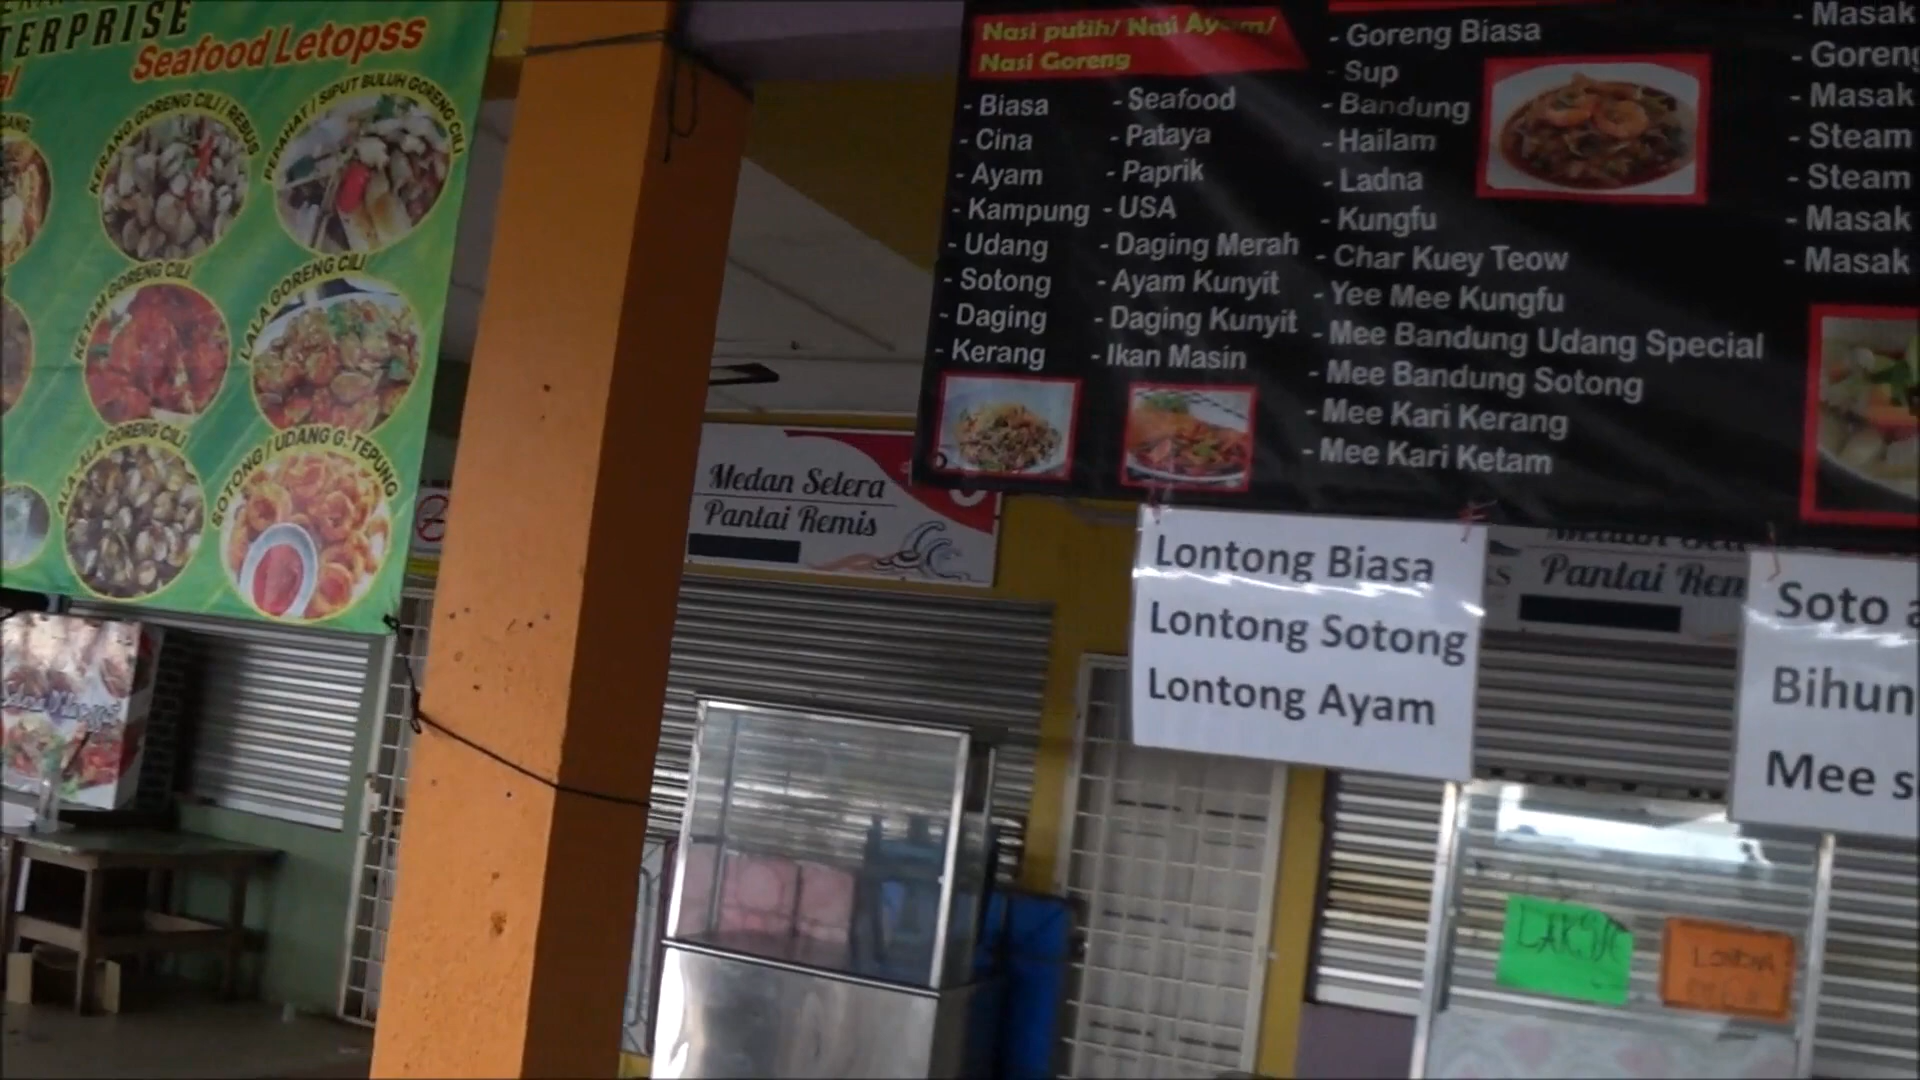 TERPRISE
Seafood Letopss
KERANG GORENG CILI / REBUS
PEPAHAT / SIPUT BULUH GORENG CILI
KETAM GORENG CILI
LALA GORENG CILI
ALA-ALA GORENG CILI
SOTONG / UDANG G. TEPUNG
Medan Selera
Pantai Remis
Nasi putih/ Nasi Ayam/
Nasi Goreng
- Biasa
- Cina
- Ayam
- Kampung
- Udang
- Sotong
- Daging
- Kerang
- Seafood
- Pataya
- Paprik
- USA
- Daging Merah
- Ayam Kunyit
- Daging Kunyit
- Ikan Masin
- Goreng Biasa
- Sup
- Bandung
- Hailam
- Ladna
- Kungfu
- Char Kuey Teow
- Yee Mee Kungfu
- Mee Bandung Udang Special
- Mee Bandung Sotong
- Mee Kari Kerang
- Mee Kari Ketam
- Masak
- Goreng
- Masak
- Steam
- Steam
- Masak
- Masak
Lontong Biasa
Lontong Sotong
Lontong Ayam
Pantai Rem
Soto a
Bihun
Mee s